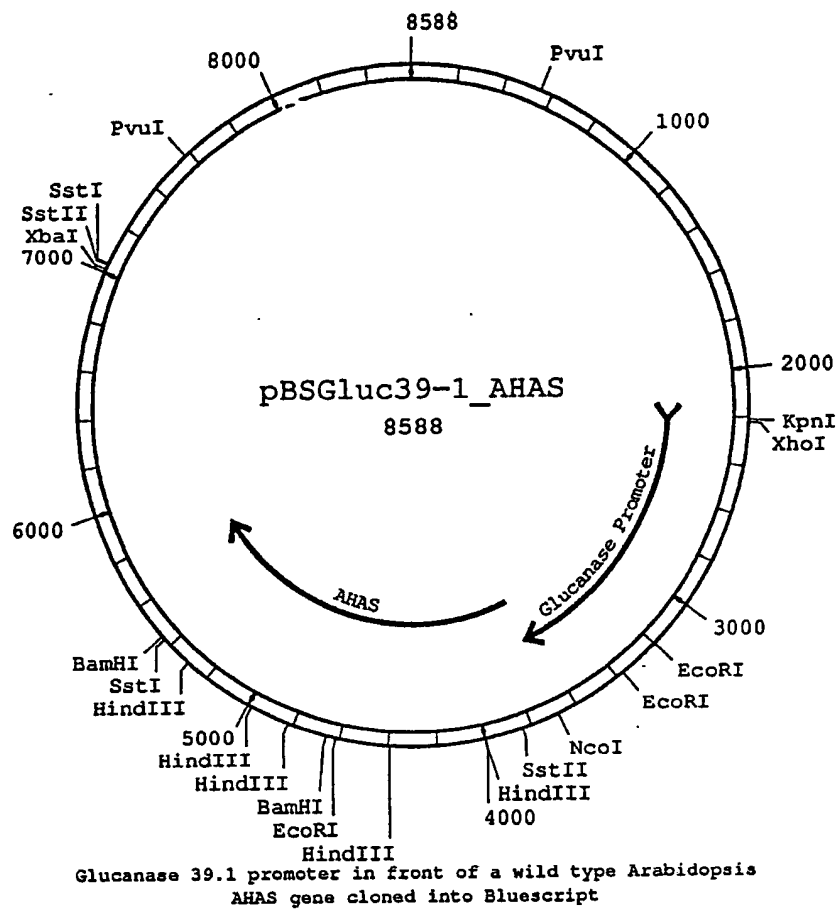 8588
PvuI
8000
1000
PvuI
SstI
SstII
XbaI
7000
2000
pBSGluc39-1_AHAS
8588
KpnI
XhoI
Glucanase Promoter
6000
AHAS
3000
BamHI
SstI
HindIII
EcoRI
EcoRI
5000
HindIII
HindIII
BamHI
EcoRI
HindIII
NcoI
SstII
HindIII
4000
Glucanase 39.1 promoter in front of a wild type Arabidopsis
AHAS gene cloned into Bluescript